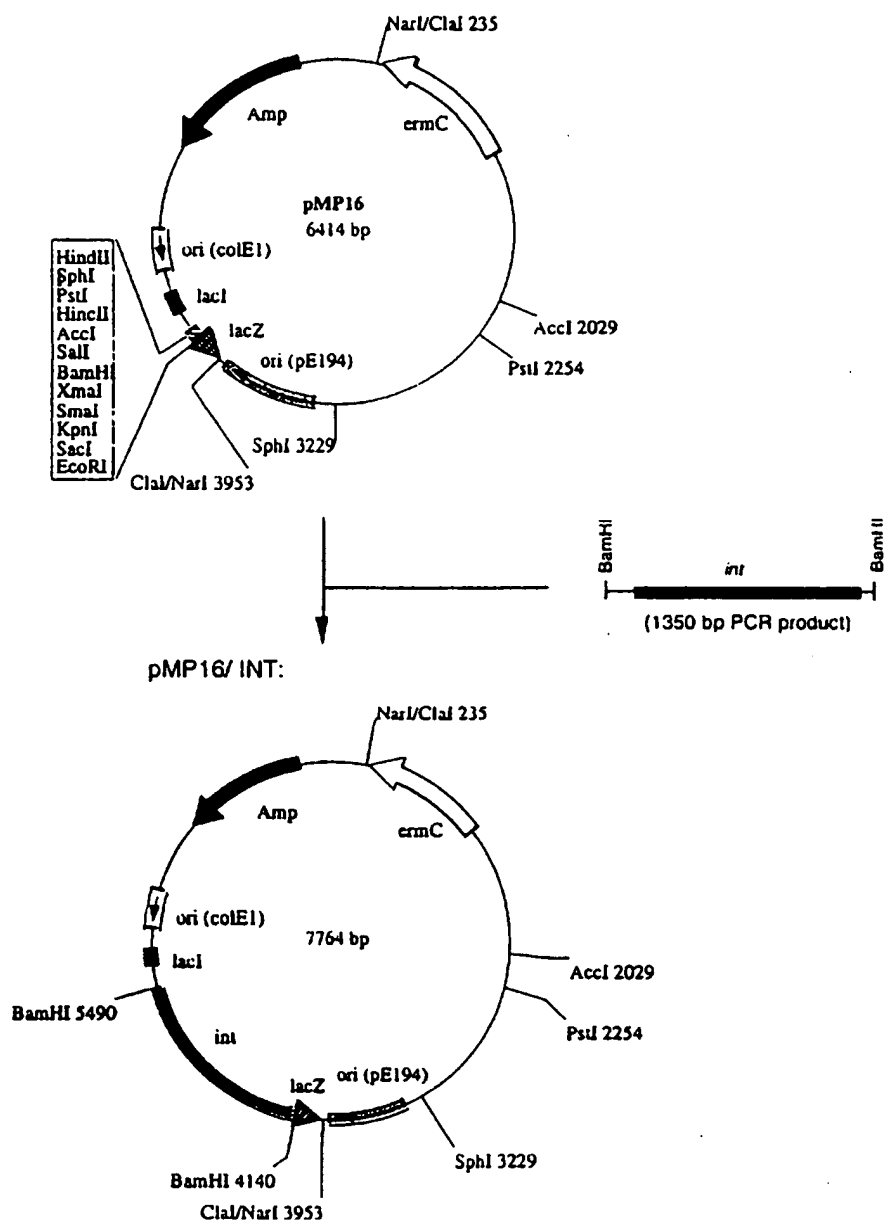 NarI/ClaI 235
Amp
ermC
pMP16
6414 bp
ori (colE1)
HindII
SphI
PstI
HincII
AccI
SalI
BamHI
XmaI
SmaI
KpnI
SacI
EcoRI
lacI
lacZ
ori (pE194)
AccI 2029
PstI 2254
SphI 3229
ClaI/NarI 3953
BamHI
BamHI
int
(1350 bp PCR product)
pMP16/ INT:
NarI/ClaI 235
Amp
ermC
ori (colE1)
7764 bp
lacI
AccI 2029
BamHI 5490
PstI 2254
int
lacZ
ori (pE194)
SphI 3229
BamHI 4140
ClaI/NarI 3953